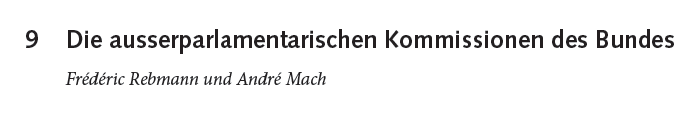 9 Die ausserparlamentarischen Kommissionen des Bundes
Frédéric Rebmann und André Mach